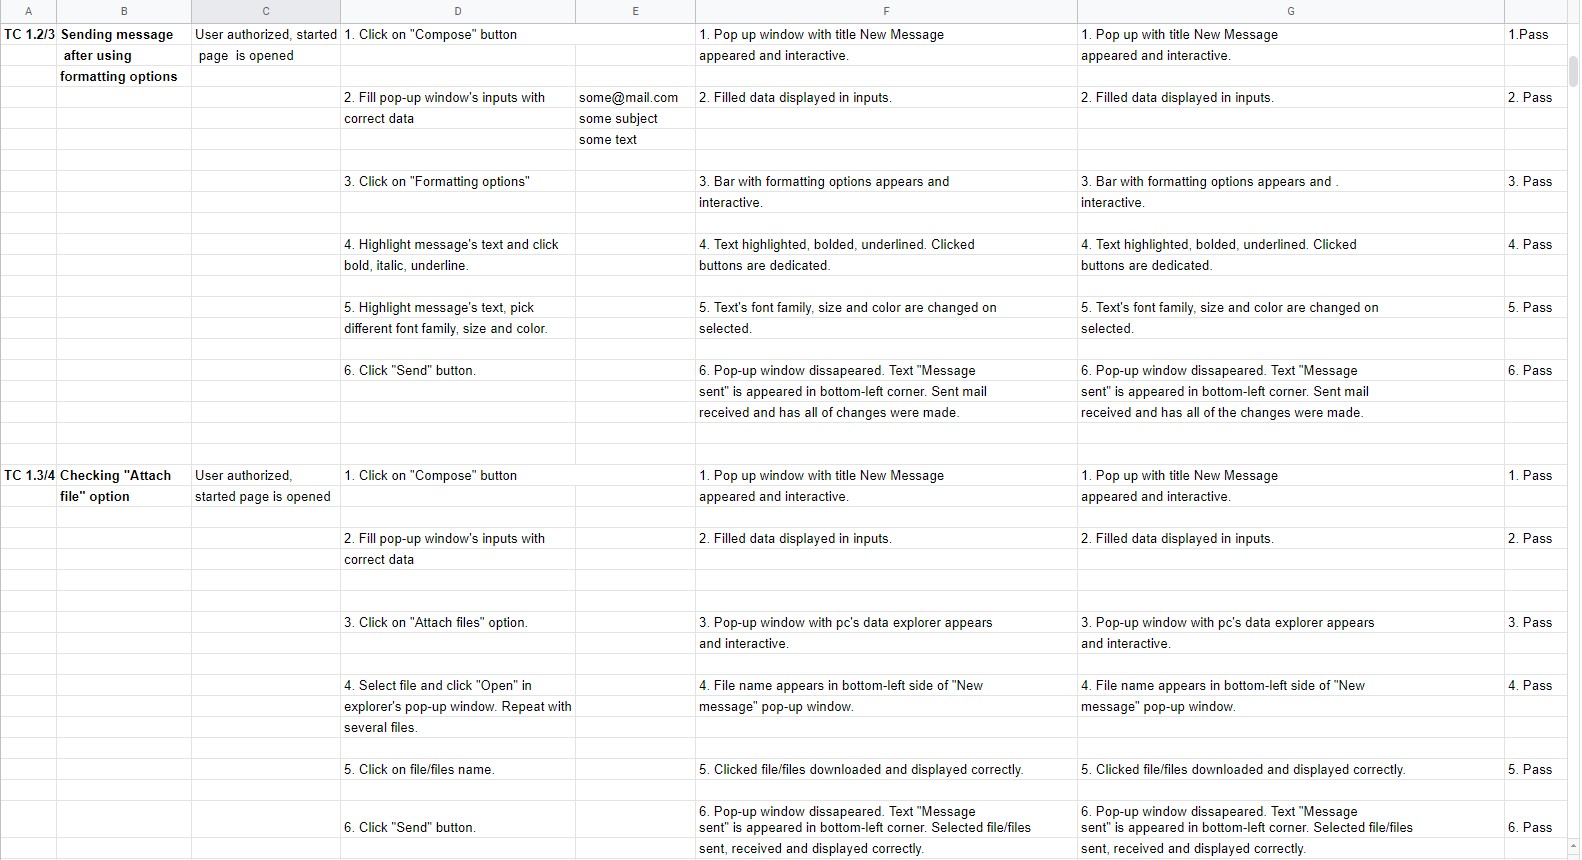 A B C D E F G
TC 1.2/3 Sending message User authorized, started 1. Click on "Compose" button 1. Pop up window with title New Message 1. Pop up with title New Message 1.Pass
after using page is opened appeared and interactive. appeared and interactive.
formatting options
2. Fill pop-up window's inputs with some@mail.com 2. Filled data displayed in inputs. 2. Filled data displayed in inputs. 2. Pass
correct data some subject
some text
3. Click on "Formatting options" 3. Bar with formatting options appears and 3. Bar with formatting options appears and . 3. Pass
interactive. interactive.
4. Highlight message's text and click 4. Text highlighted, bolded, underlined. Clicked 4. Text highlighted, bolded, underlined. Clicked 4. Pass
bold, italic, underline. buttons are dedicated. buttons are dedicated.
5. Highlight message's text, pick 5. Text's font family, size and color are changed on 5. Text's font family, size and color are changed on 5. Pass
different font family, size and color. selected. selected.
6. Click "Send" button. 6. Pop-up window dissapeared. Text "Message 6. Pop-up window dissapeared. Text "Message 6. Pass
sent" is appeared in bottom-left corner. Sent mail sent" is appeared in bottom-left corner. Sent mail
received and has all of changes were made. received and has all of the changes were made.
TC 1.3/4 Checking "Attach User authorized, 1. Click on "Compose" button 1. Pop up window with title New Message 1. Pop up with title New Message 1. Pass
file" option started page is opened appeared and interactive. appeared and interactive.
2. Fill pop-up window's inputs with 2. Filled data displayed in inputs. 2. Filled data displayed in inputs. 2. Pass
correct data
3. Click on "Attach files" option. 3. Pop-up window with pc's data explorer appears 3. Pop-up window with pc's data explorer appears 3. Pass
and interactive. and interactive.
4. Select file and click "Open" in 4. File name appears in bottom-left side of "New 4. File name appears in bottom-left side of "New 4. Pass
explorer's pop-up window. Repeat with message" pop-up window. message" pop-up window.
several files.
5. Click on file/files name. 5. Clicked file/files downloaded and displayed correctly. 5. Clicked file/files downloaded and displayed correctly. 5. Pass
6. Pop-up window dissapeared. Text "Message 6. Pop-up window dissapeared. Text "Message
6. Click "Send" button. sent" is appeared in bottom-left corner. Selected file/files sent" is appeared in bottom-left corner. Selected file/files 6. Pass
sent, received and displayed correctly. sent, received and displayed correctly.